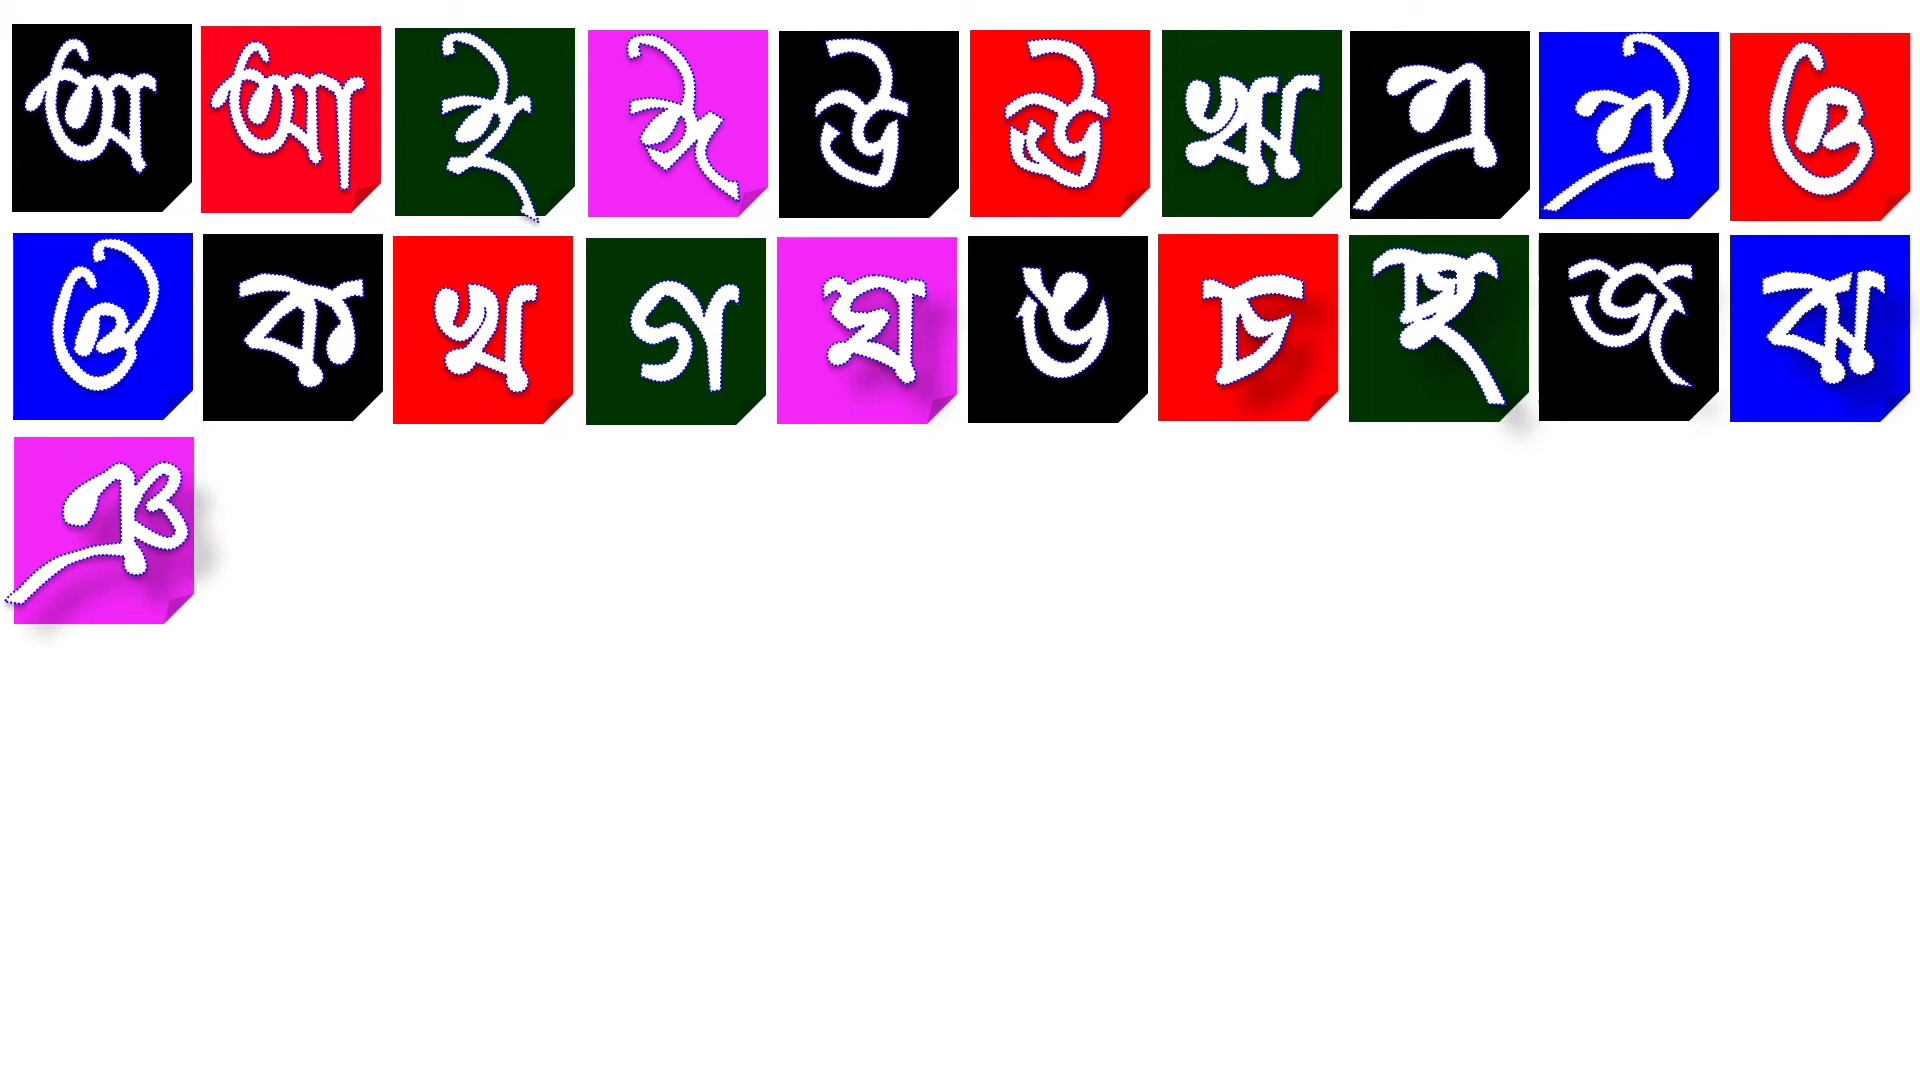 অ আ ই ঈ উ ঊ ঋ এ ঐ ও
ঔ ক খ গ ঘ ঙ চ ছ জ ঝ
ঞ